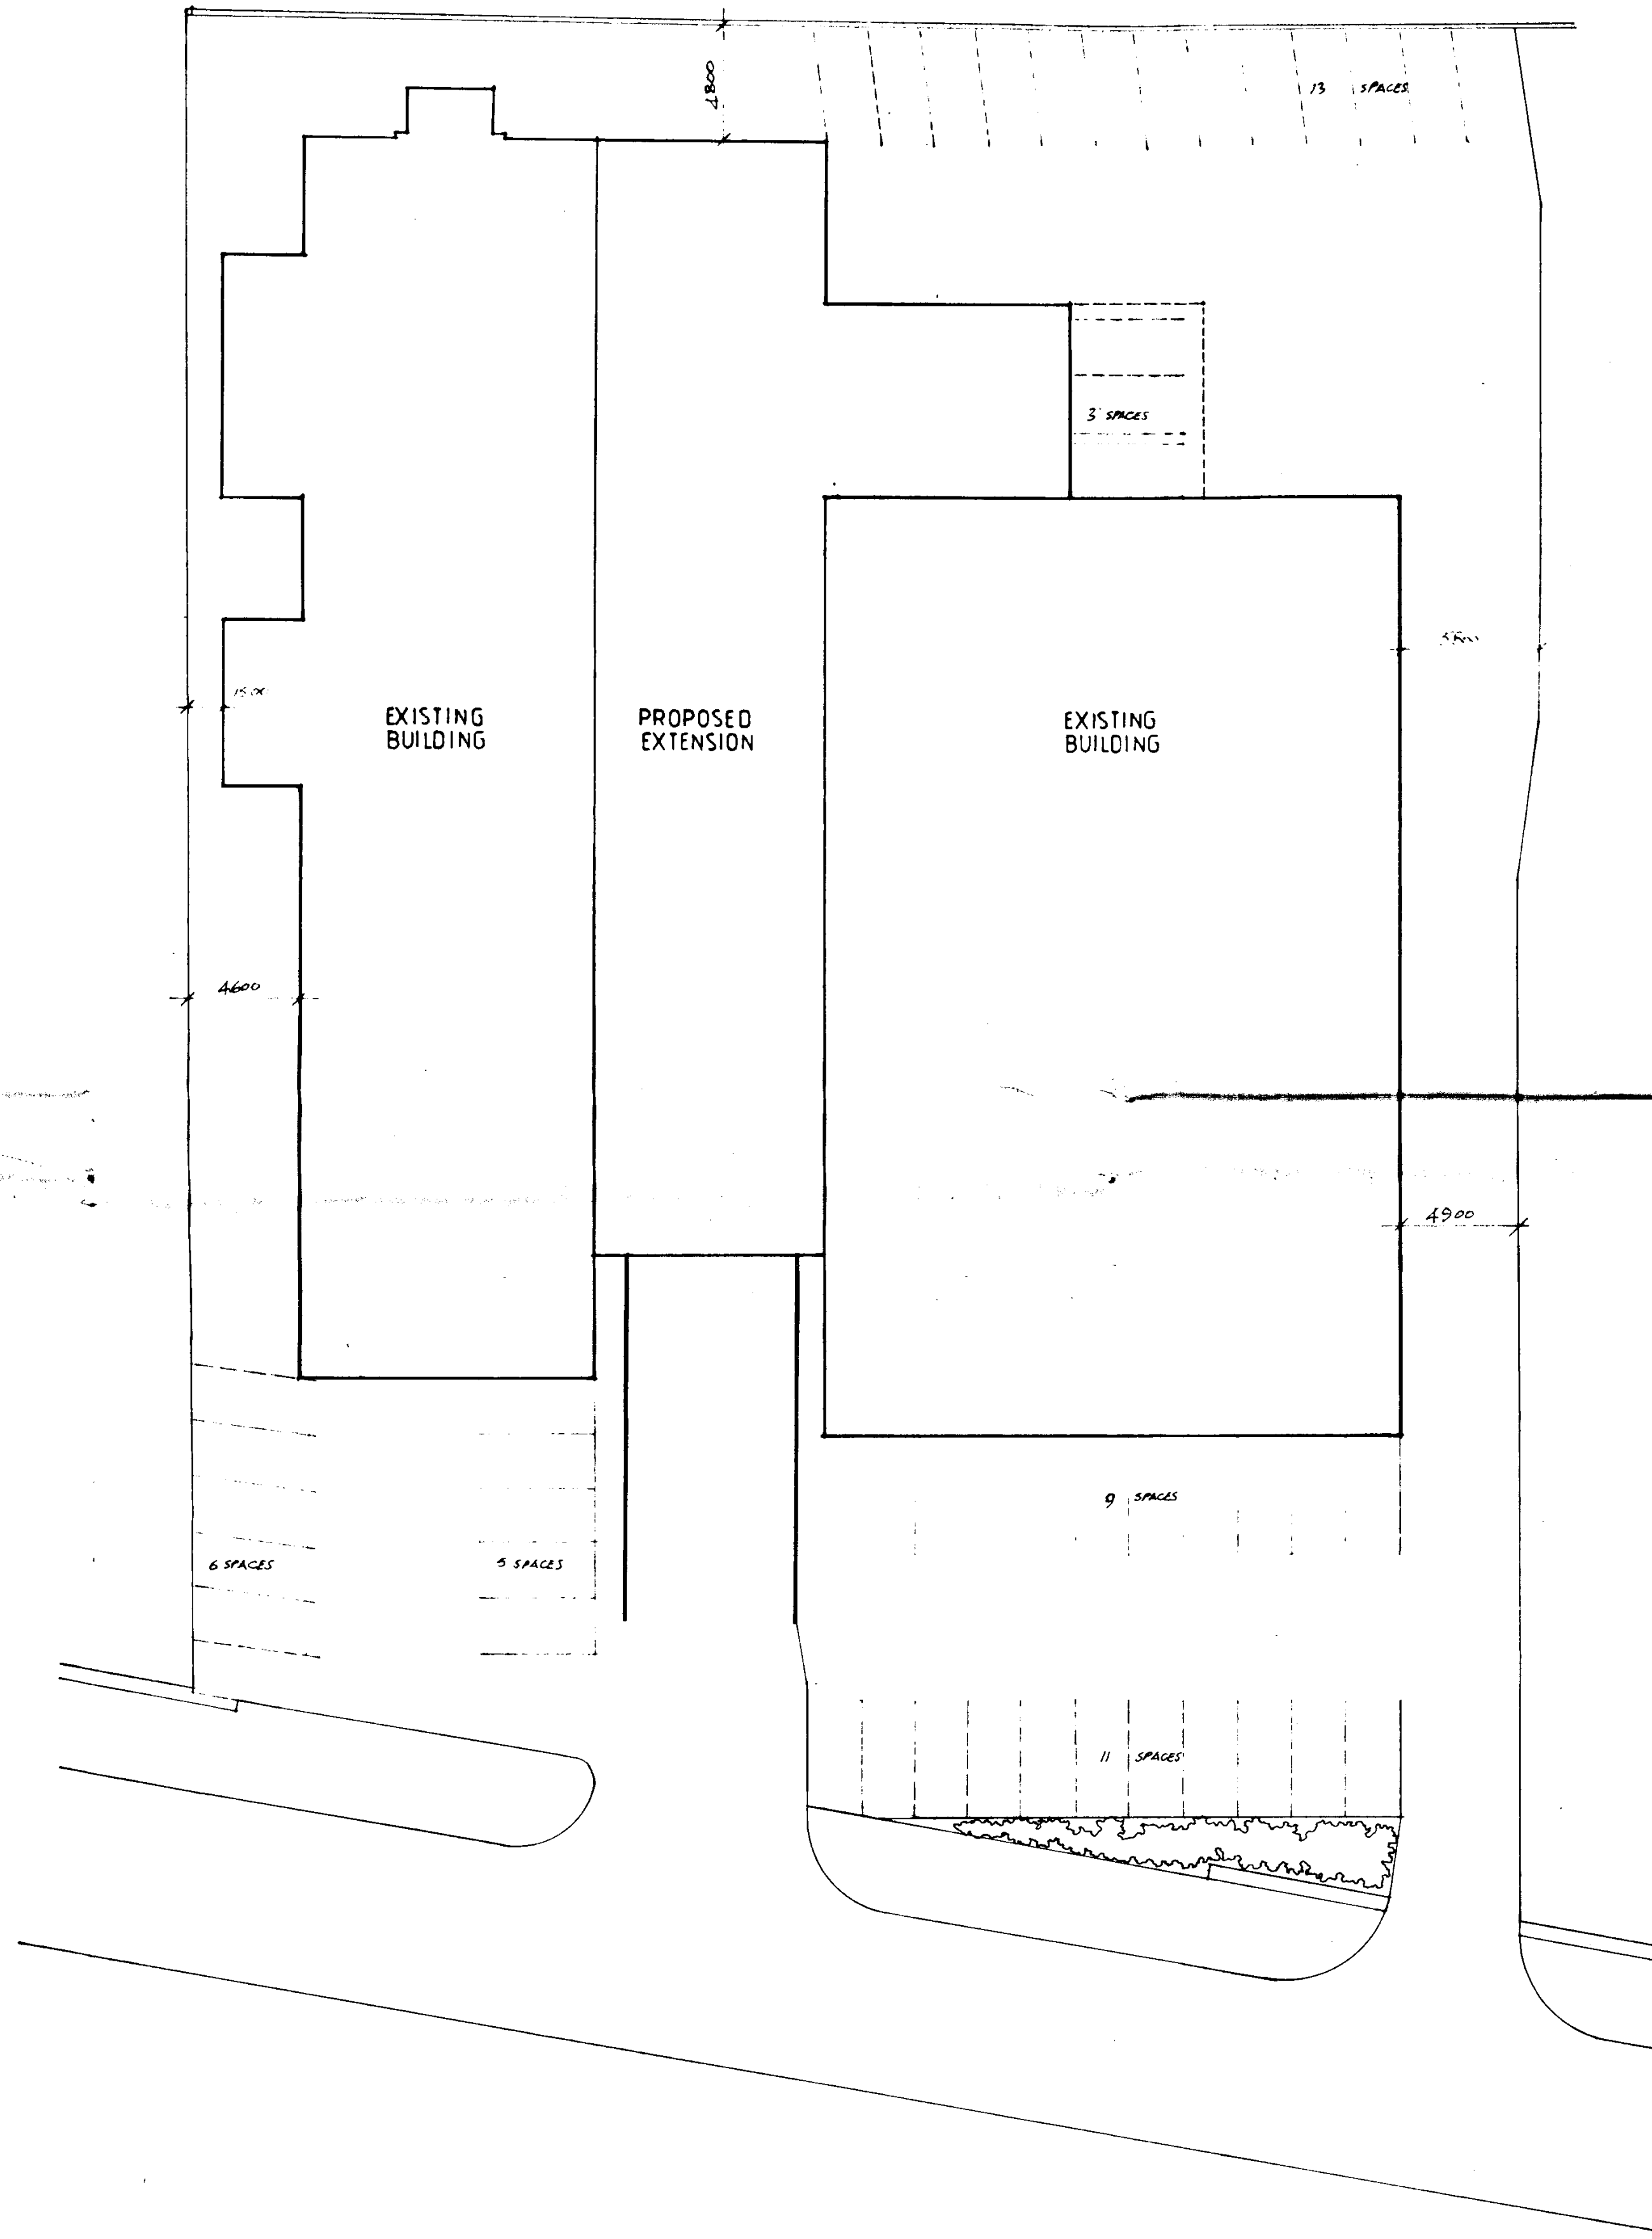 4800
13 SPACES
3 SPACES
1500
EXISTING
BUILDING
PROPOSED
EXTENSION
EXISTING
BUILDING
4600
4900
9 SPACES
6 SPACES
5 SPACES
11 SPACES